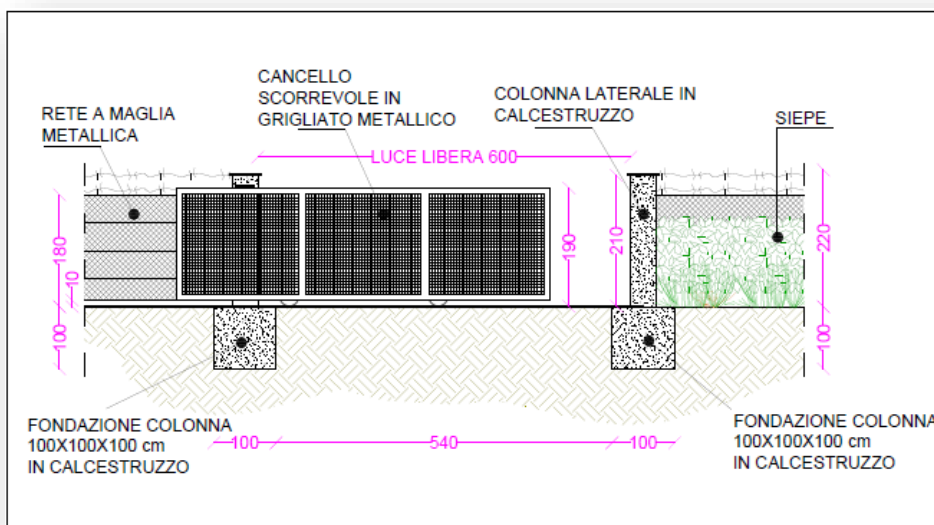 CANCELLO
SCORREVOLE IN
GRIGLIATO METALLICO
RETE A MAGLIA
METALLICA
COLONNA LATERALE IN
CALCESTRUZZO
SIEPE
LUCE LIBERA 600
180
10
100
190
210
220
100
FONDAZIONE COLONNA
100X100X100 cm
IN CALCESTRUZZO
100
540
100
FONDAZIONE COLONNA
100X100X100 cm
IN CALCESTRUZZO